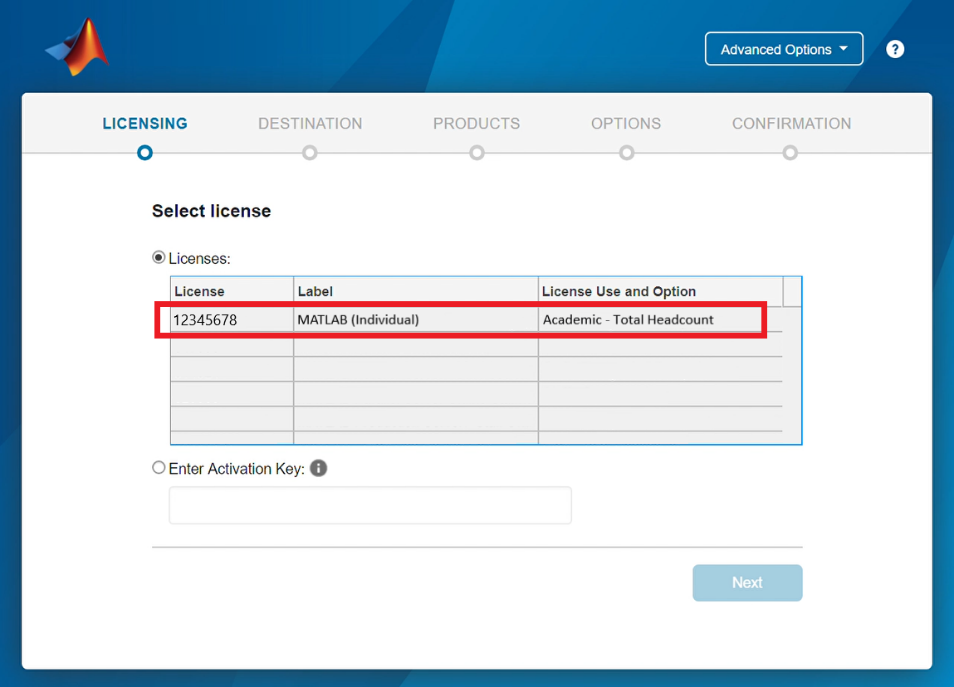 Advanced Options
?
LICENSING DESTINATION PRODUCTS OPTIONS CONFIRMATION
Select license
Licenses:
License Label License Use and Option
12345678 MATLAB (Individual) Academic - Total Headcount
Enter Activation Key: i
Next